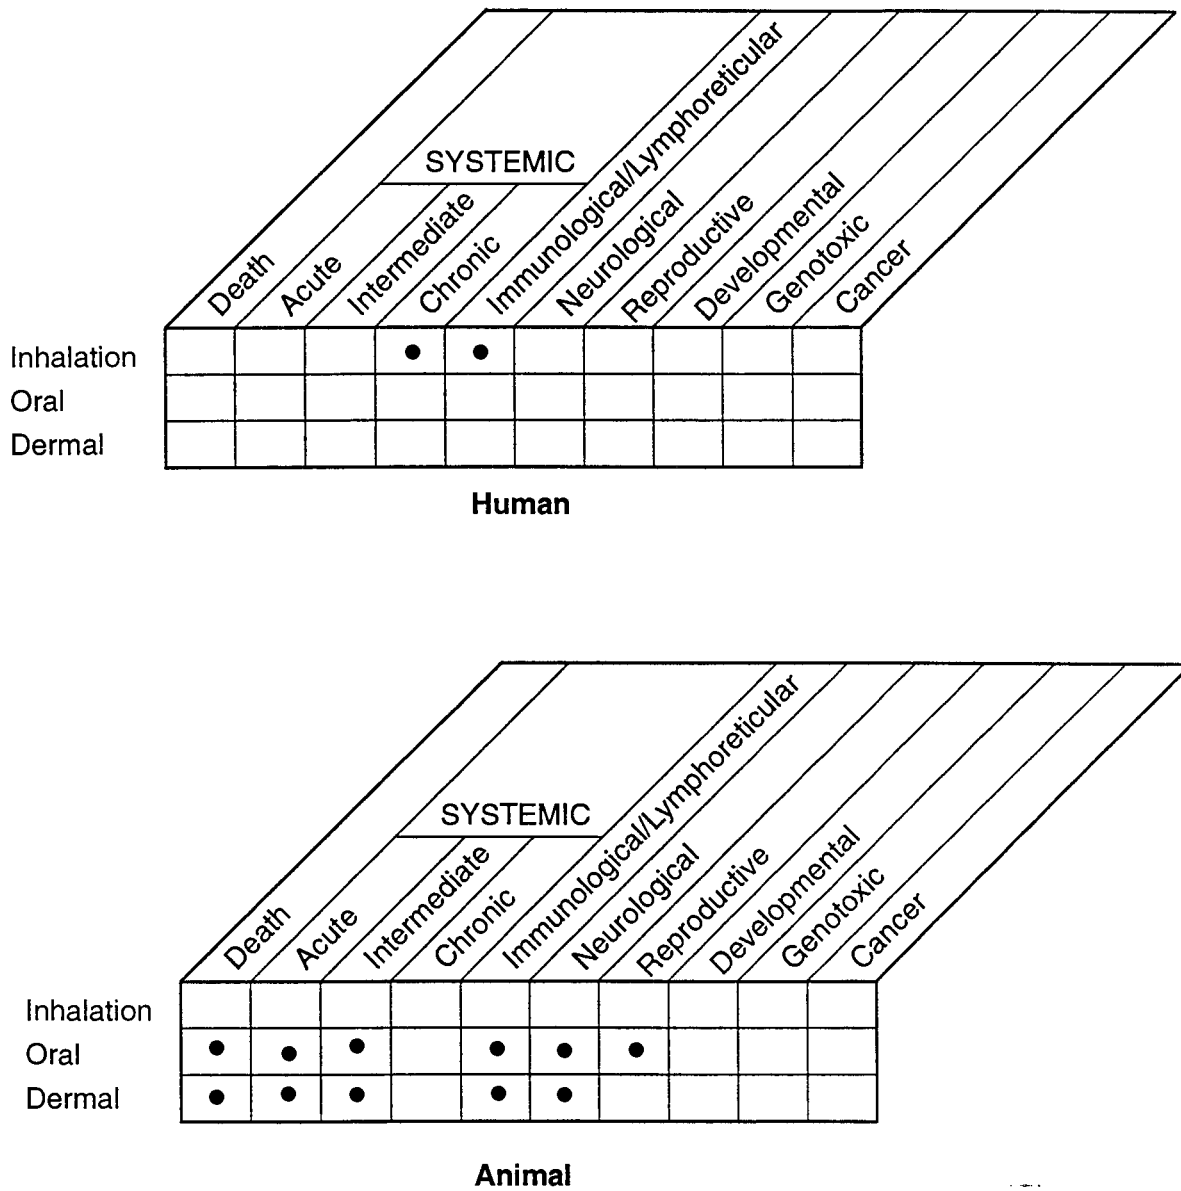 SYSTEMIC
Death
Acute
Intermediate
Chronic
Immunological/Lymphoreticular
Neurological
Reproductive
Developmental
Genotoxic
Cancer
Inhalation
Oral
Dermal
Human
SYSTEMIC
Death
Acute
Intermediate
Chronic
Immunological/Lymphoreticular
Neurological
Reproductive
Developmental
Genotoxic
Cancer
Inhalation
Oral
Dermal
Animal